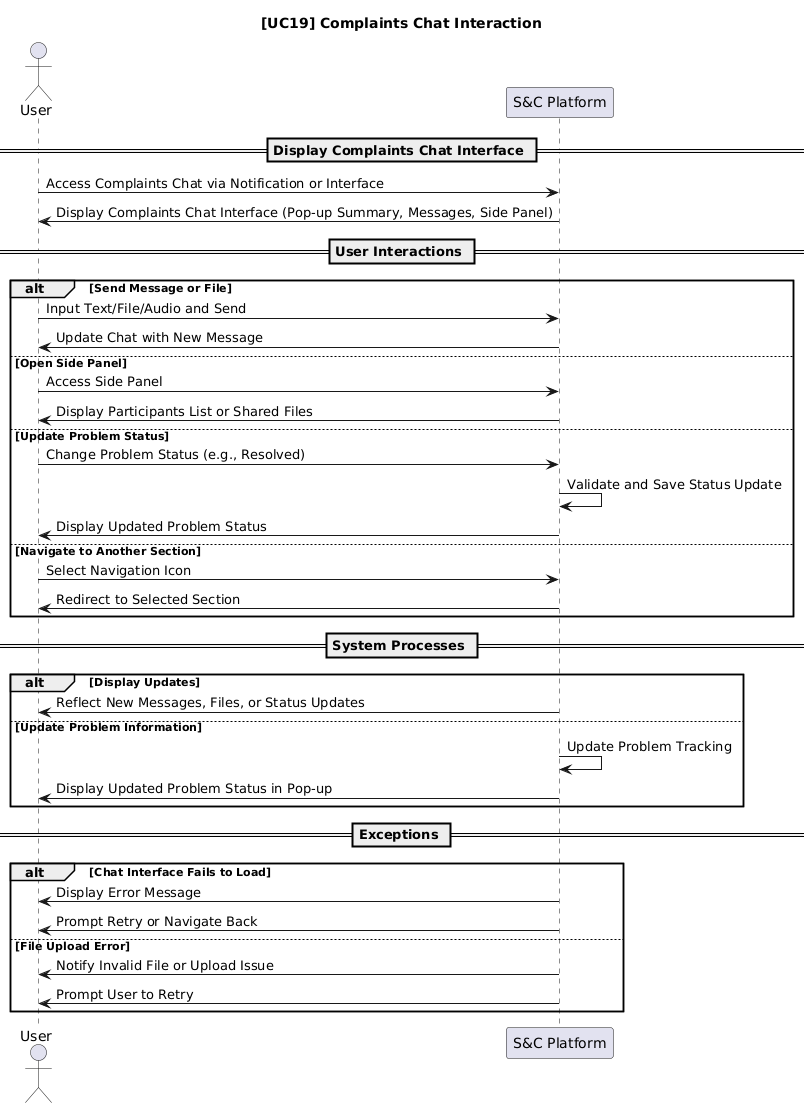 [UC19] Complaints Chat Interaction
User
S&C Platform
Display Complaints Chat Interface
Access Complaints Chat via Notification or Interface
Display Complaints Chat Interface (Pop-up Summary, Messages, Side Panel)
User Interactions
alt [Send Message or File]
Input Text/File/Audio and Send
Update Chat with New Message
[Open Side Panel]
Access Side Panel
Display Participants List or Shared Files
[Update Problem Status]
Change Problem Status (e.g., Resolved)
Validate and Save Status Update
Display Updated Problem Status
[Navigate to Another Section]
Select Navigation Icon
Redirect to Selected Section
System Processes
alt [Display Updates]
Reflect New Messages, Files, or Status Updates
[Update Problem Information]
Update Problem Tracking
Display Updated Problem Status in Pop-up
Exceptions
alt [Chat Interface Fails to Load]
Display Error Message
Prompt Retry or Navigate Back
[File Upload Error]
Notify Invalid File or Upload Issue
Prompt User to Retry
User
S&C Platform